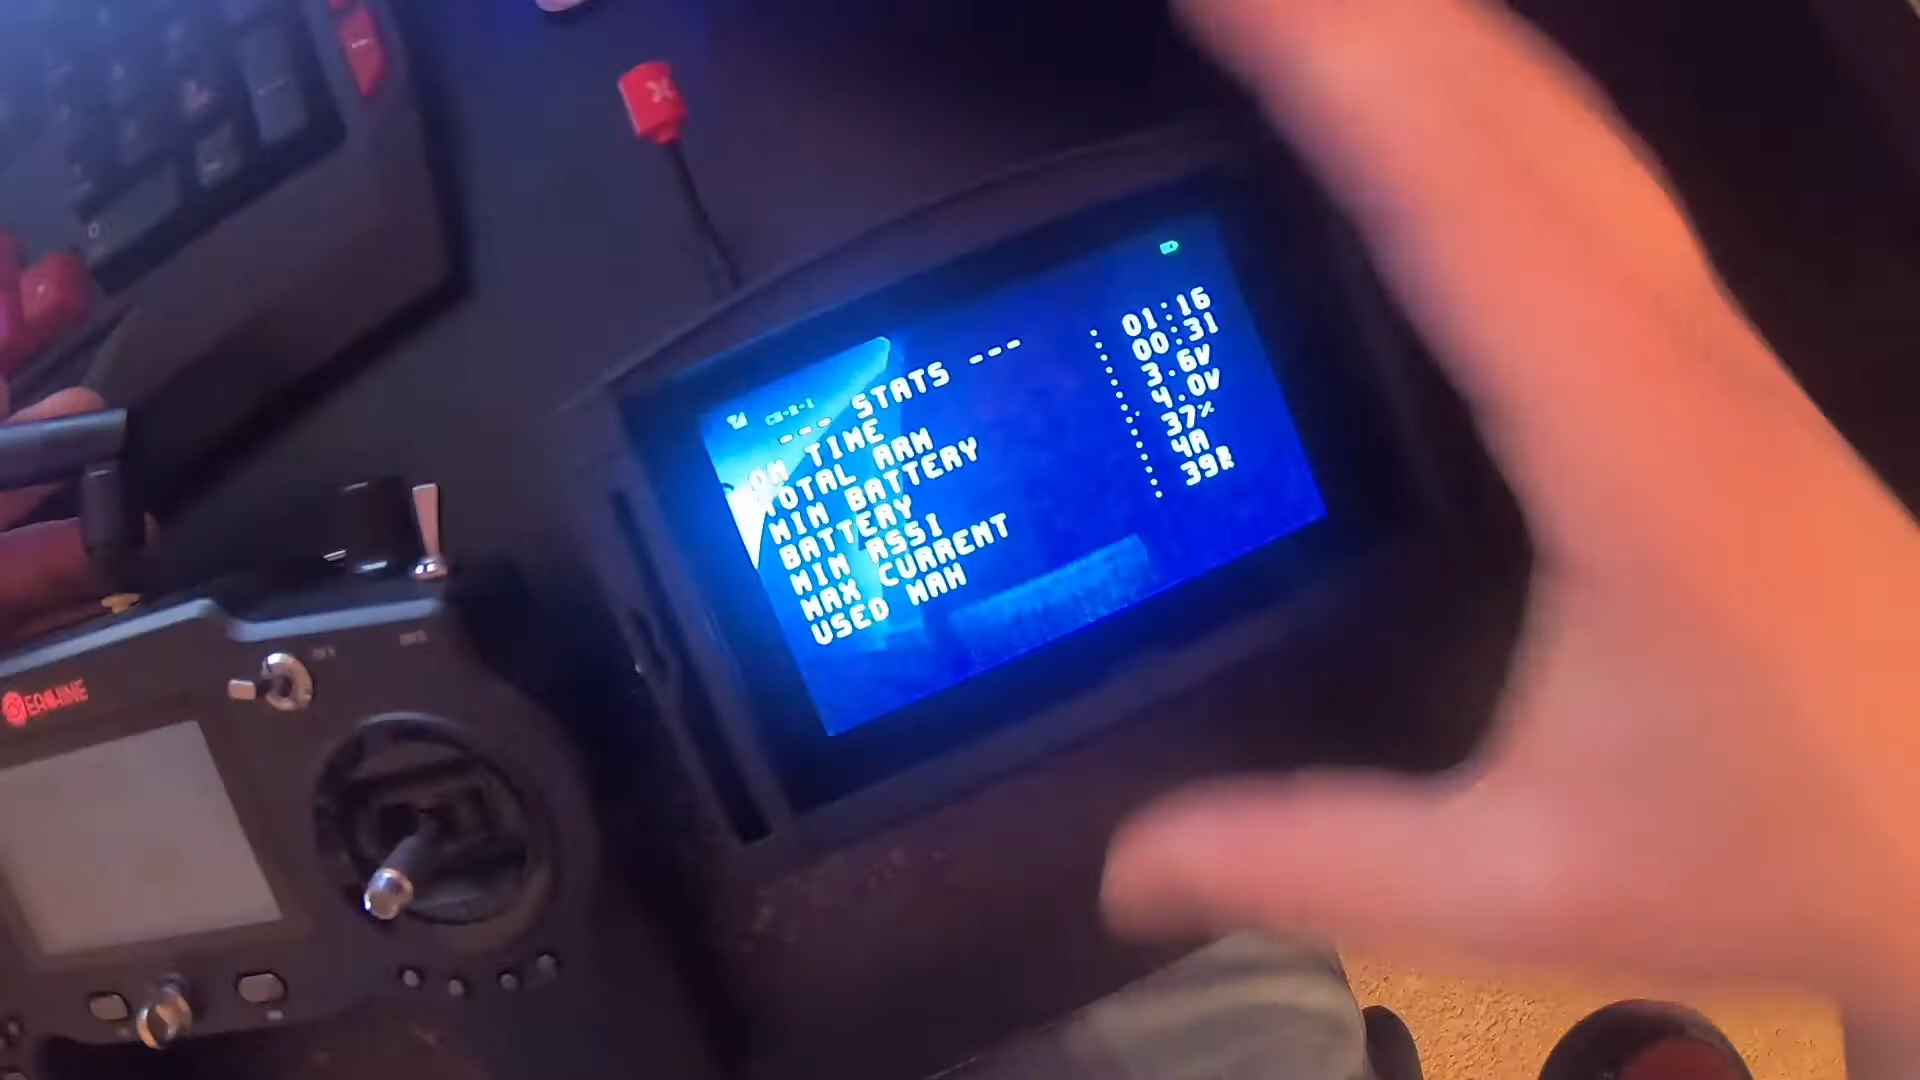 --- STATS ---
ON TIME : 01:16
TOTAL ARM : 00:31
MIN BATTERY : 3.6V
BATTERY : 4.0V
MIN RSSI : 37%
MAX CURRENT : 4A
USED MAH : 39
EACHINE